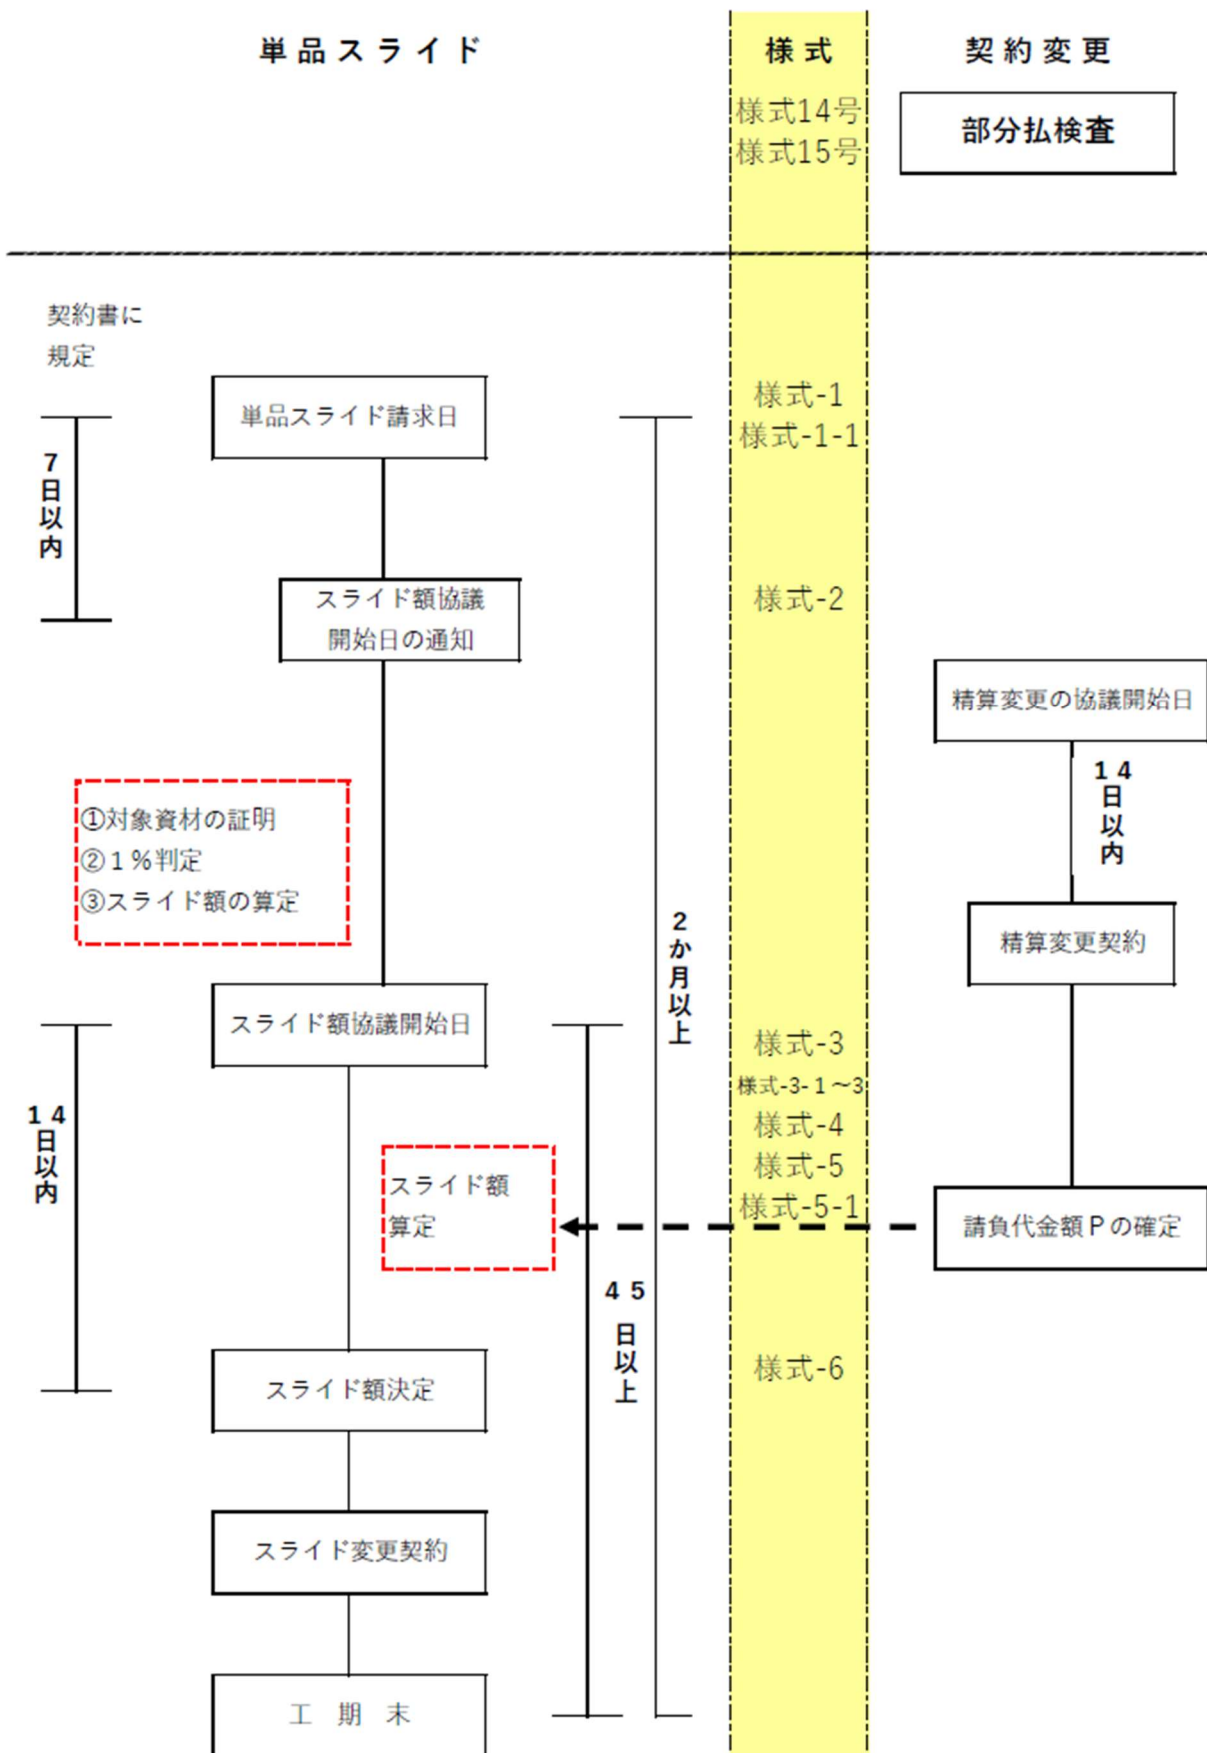 単品スライド
様式
契約変更
様式14号
様式15号
部分払検査
契約書に
規定
単品スライド請求日
様式-1
様式-1-1
7日以内
スライド額協議
開始日の通知
様式-2
精算変更の協議開始日
14日以内
①対象資材の証明
②1%判定
③スライド額の算定
精算変更契約
2か月以上
スライド額協議開始日
様式-3
様式-3-1～3
様式-4
様式-5
様式-5-1
14日以内
スライド額
算定
請負代金額Pの確定
45日以上
スライド額決定
様式-6
スライド変更契約
工期末